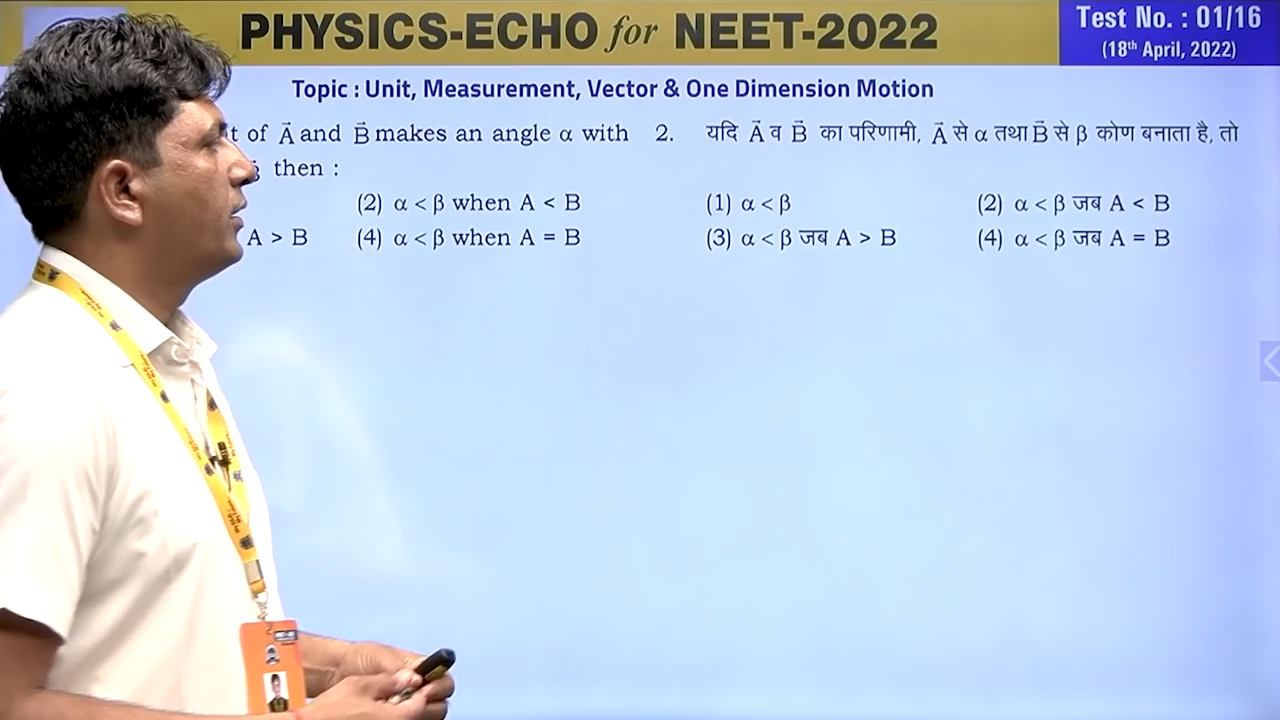 PHYSICS-ECHO for NEET-2022
Test No. : 01/16
(18th April, 2022)
Topic : Unit, Measurement, Vector & One Dimension Motion
of A⃗ and B⃗ makes an angle α with
then :
(2) α < β when A < B
A > B (4) α < β when A = B
2. यदि A⃗ व B⃗ का परिणामी, A⃗ से α तथा B⃗ से β कोण बनाता है, तो
(1) α < β (2) α < β जब A < B
(3) α < β जब A > B (4) α < β जब A = B